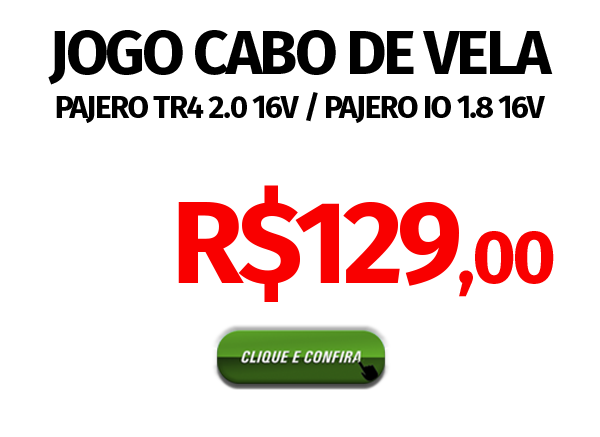 JOGO CABO DE VELA
PAJERO TR4 2.0 16V / PAJERO IO 1.8 16V
R$129,00
CLIQUE E CONFIRA